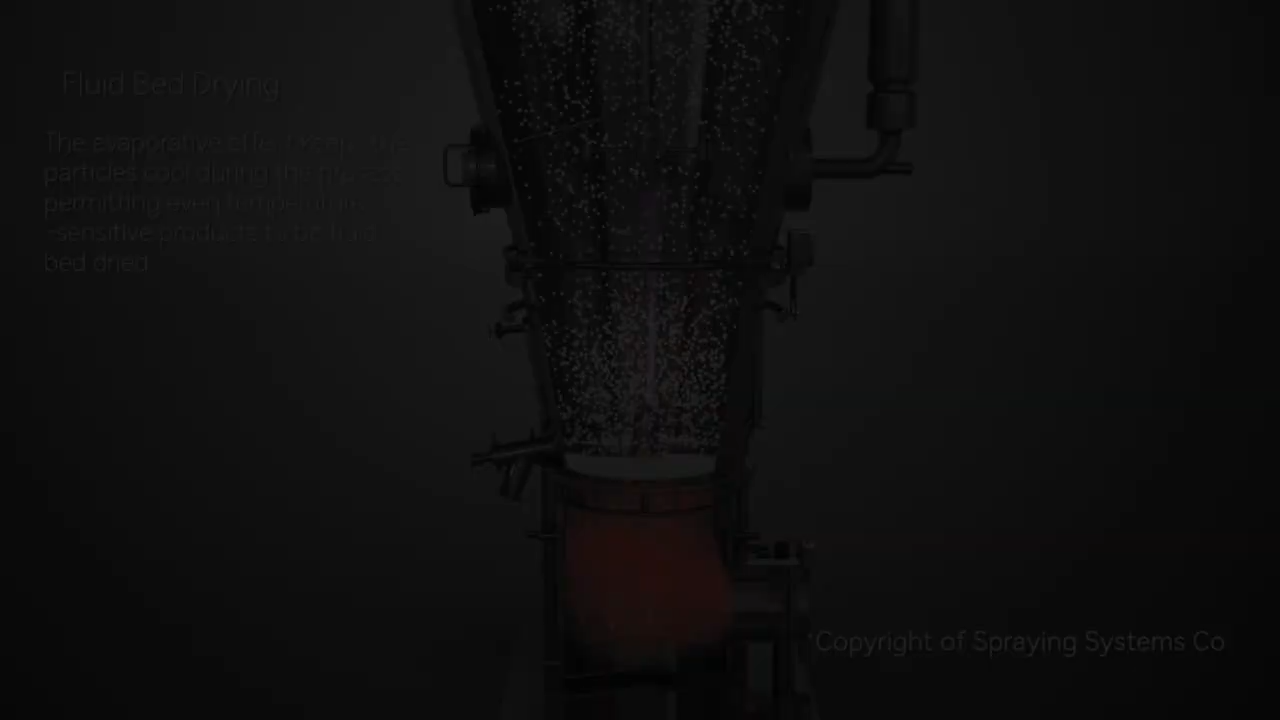 Fluid Bed Drying
The evaporative effect keeps the
particles cool during the process
permitting even temperature
-sensitive products to be fluid
bed dried
Copyright of Spraying Systems Co